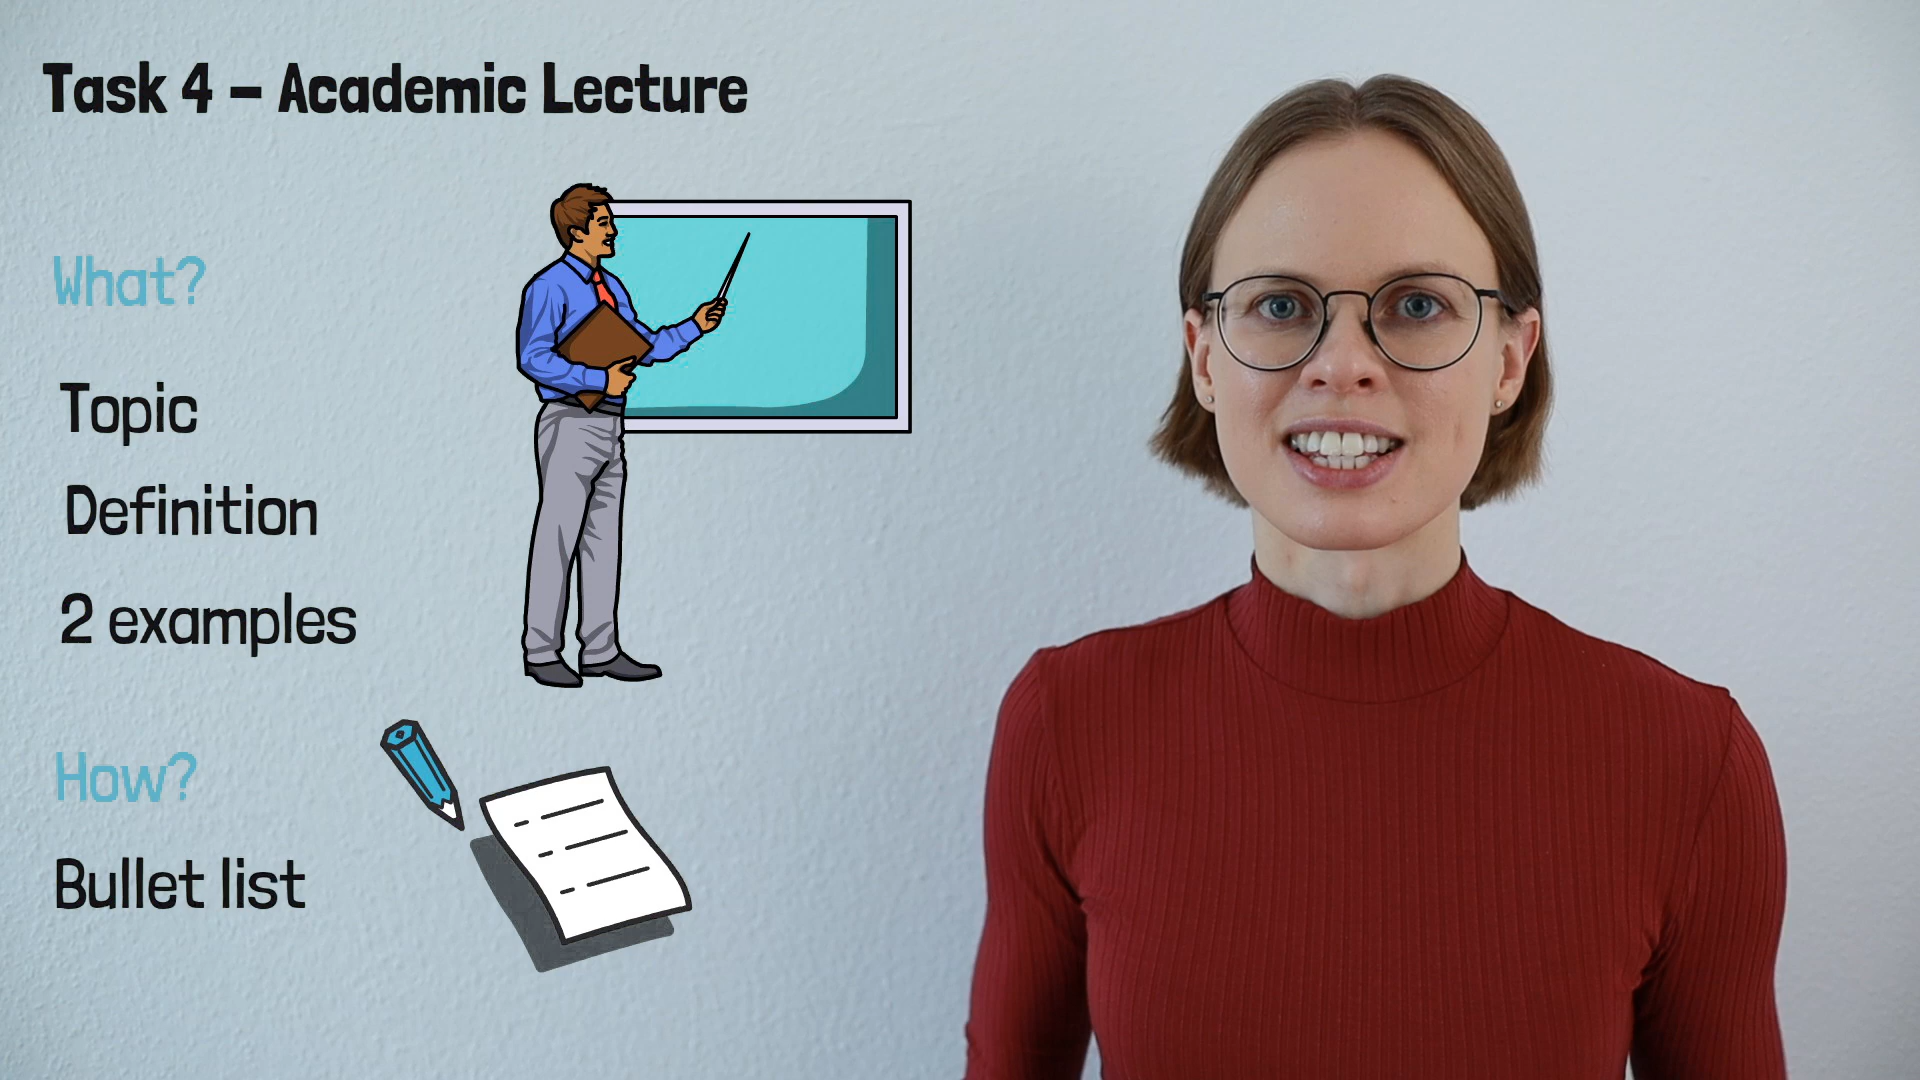 Task 4 – Academic Lecture
What?
Topic
Definition
2 examples
How?
Bullet list